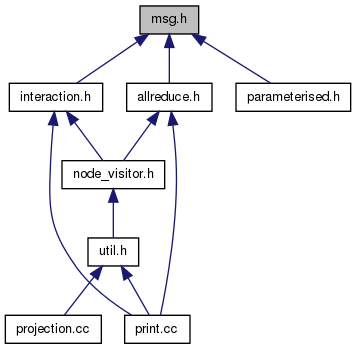 msg.h
interaction.h
allreduce.h
parameterised.h
node_visitor.h
util.h
projection.cc
print.cc